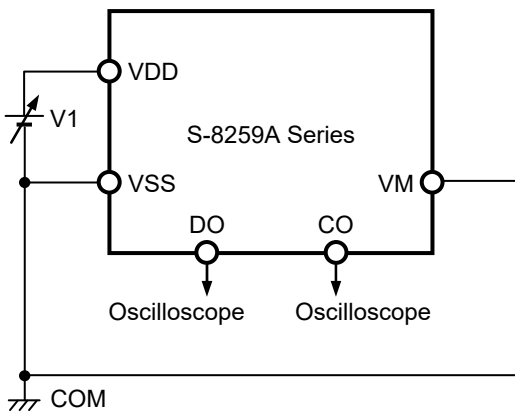 VDD
V1
S-8259A Series
VSS
VM
DO
CO
Oscilloscope
Oscilloscope
COM